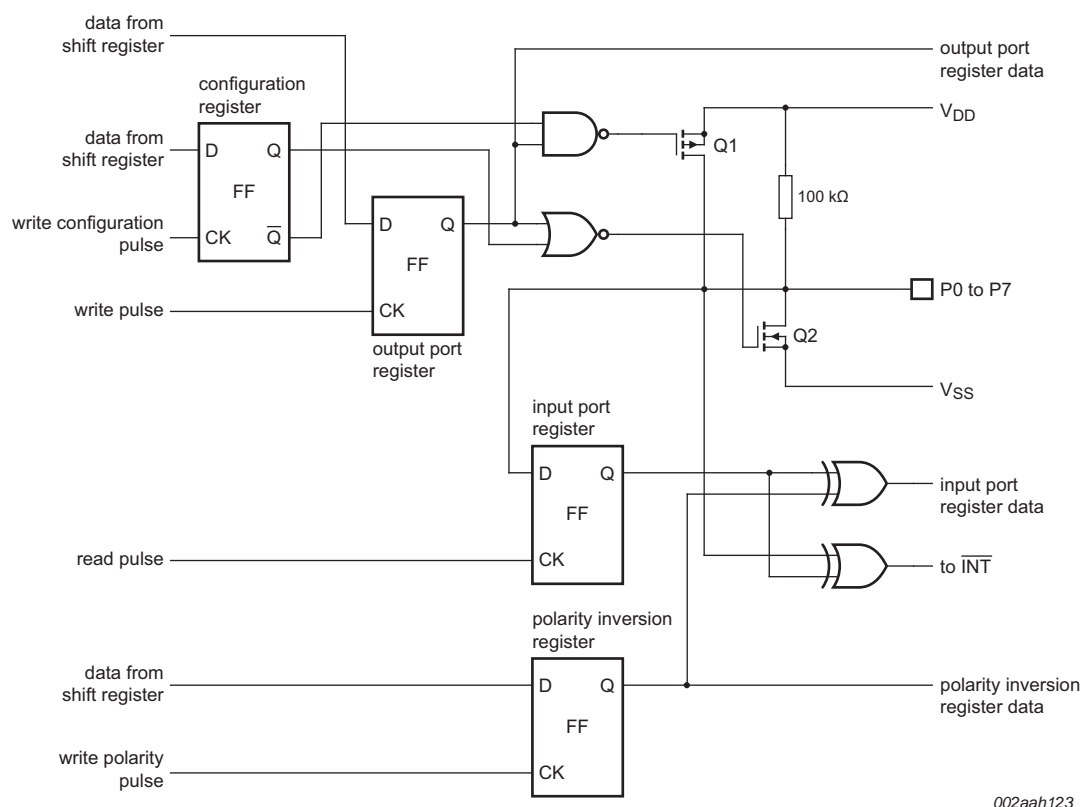 data from
shift register
output port
register data
configuration
register
V_DD
data from
shift register
D
Q
Q1
FF
100 kΩ
write configuration
pulse
CK
Q̅
D
Q
FF
P0 to P7
write pulse
CK
Q2
output port
register
V_SS
input port
register
D
Q
input port
register data
FF
read pulse
CK
to I̅N̅T̅
polarity inversion
register
data from
shift register
D
Q
polarity inversion
register data
FF
write polarity
pulse
CK
002aah123